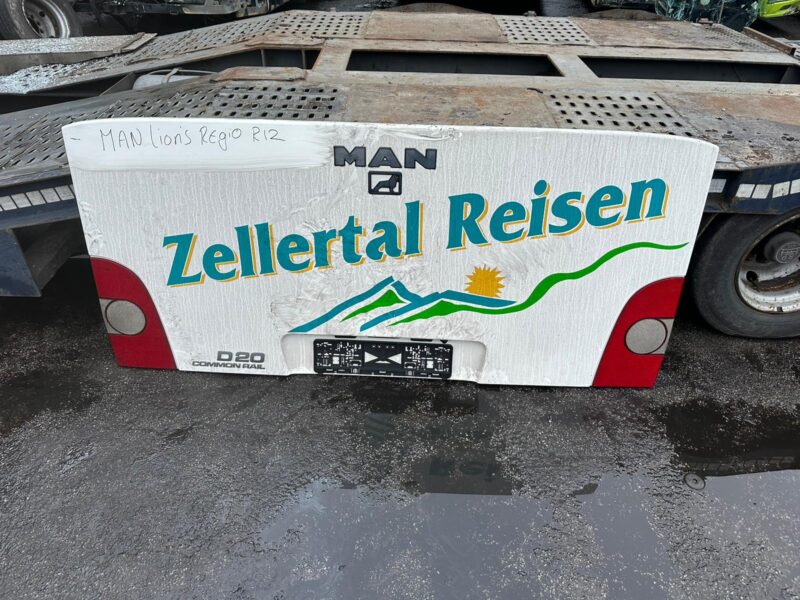 MAN Lion's Regio R12
MAN
Zellertal Reisen
D20
COMMON RAIL